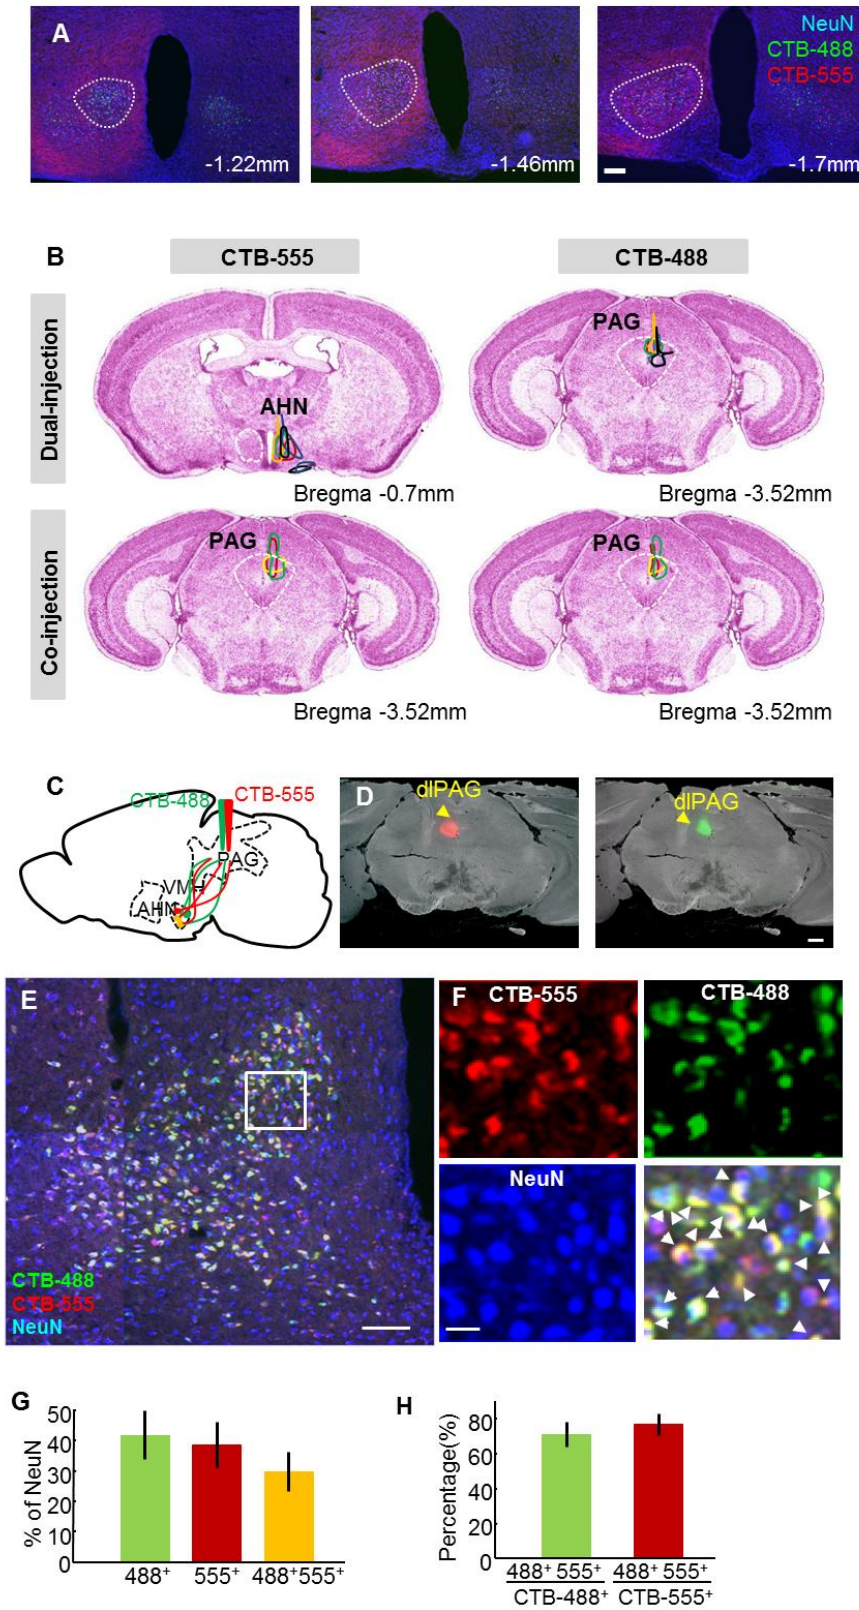 A
NeuN
CTB-488
CTB-555
-1.22mm
-1.46mm
-1.7mm
B
CTB-555
CTB-488
Dual-injection
AHN
PAG
Bregma -0.7mm
Bregma -3.52mm
Co-injection
PAG
PAG
Bregma -3.52mm
Bregma -3.52mm
C
CTB-488
CTB-555
PAG
VMH
AHN
D
dlPAG
dlPAG
E
CTB-488
CTB-555
NeuN
F
CTB-555
CTB-488
NeuN
G
% of NeuN
50
40
30
20
10
0
488⁺
555⁺
488⁺555⁺
H
Percentage(%)
80
60
40
20
0
488⁺ 555⁺
CTB-488⁺
488⁺ 555⁺
CTB-555⁺